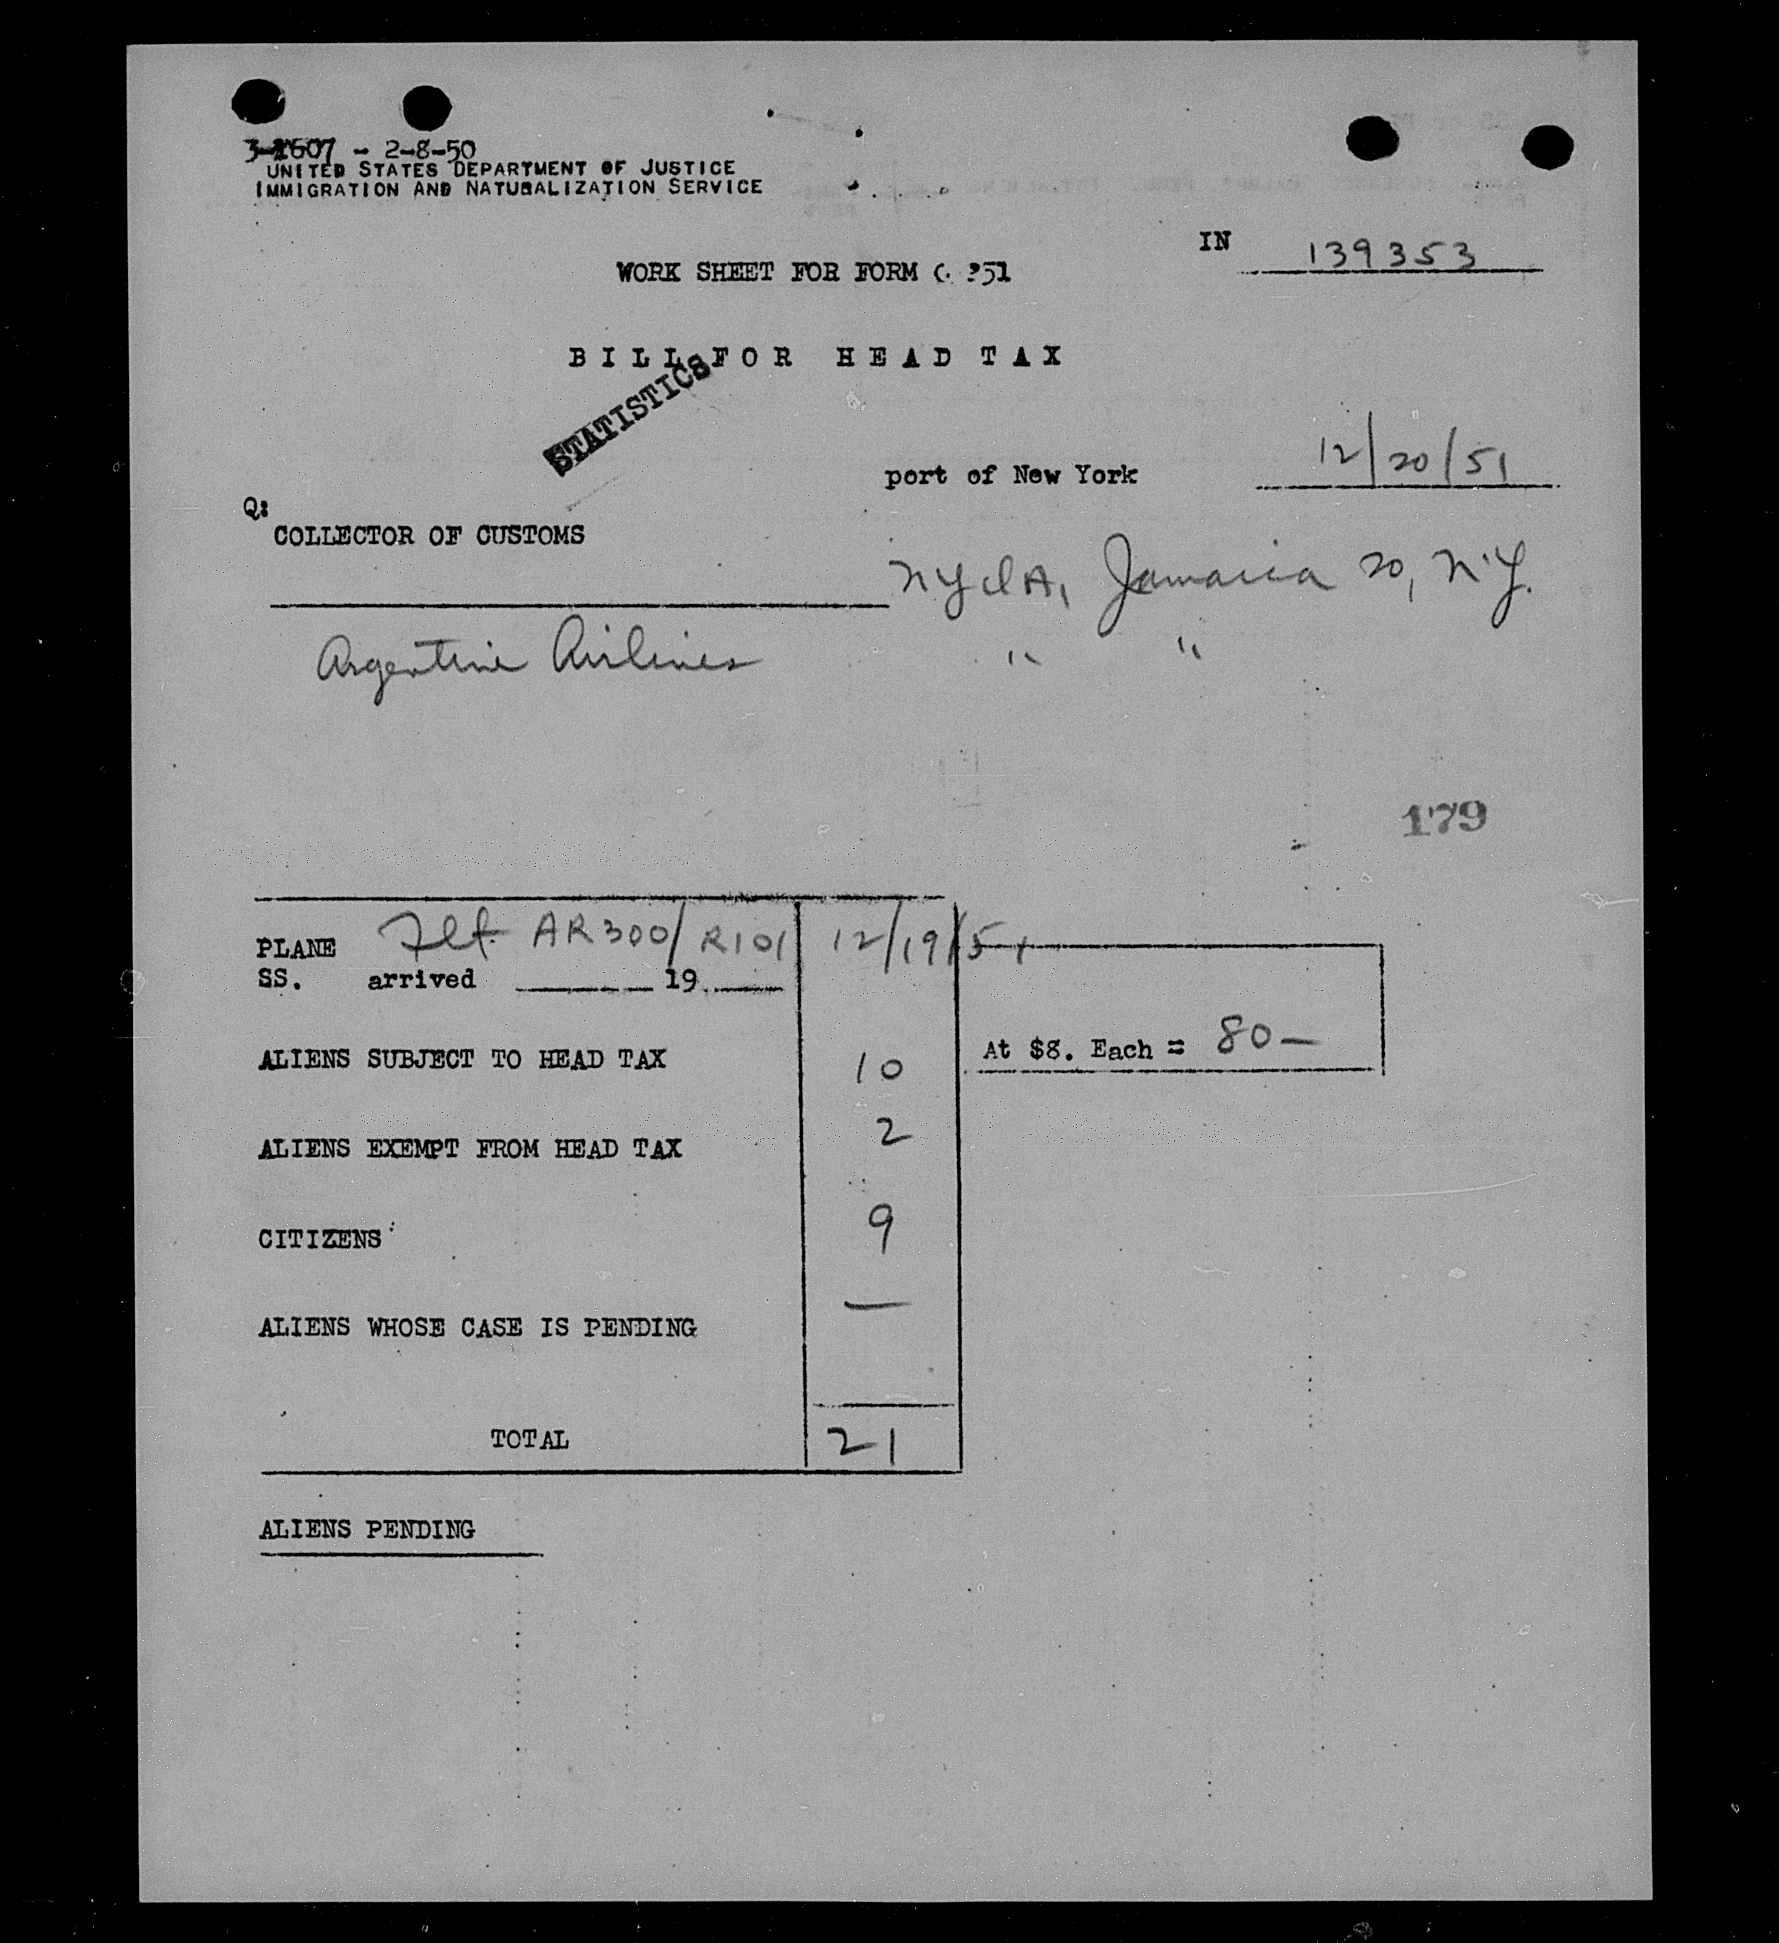 - 2-8-50
UNITED STATES DEPARTMENT OF JUSTICE
IMMIGRATION AND NATURALIZATION SERVICE
IN 139353
WORK SHEET FOR FORM
BILL FOR HEAD TAX
STATISTICS
port of New York 12/20/51
Q:
COLLECTOR OF CUSTOMS
NYIA, Jamaica 20, N.Y.
Argentine Airlines " "
179
PLANE Flt. AR300/R101 12/19/51
SS. arrived 19
ALIENS SUBJECT TO HEAD TAX 10 At $8. Each = 80—
ALIENS EXEMPT FROM HEAD TAX 2
CITIZENS 9
ALIENS WHOSE CASE IS PENDING —
TOTAL 21
ALIENS PENDING